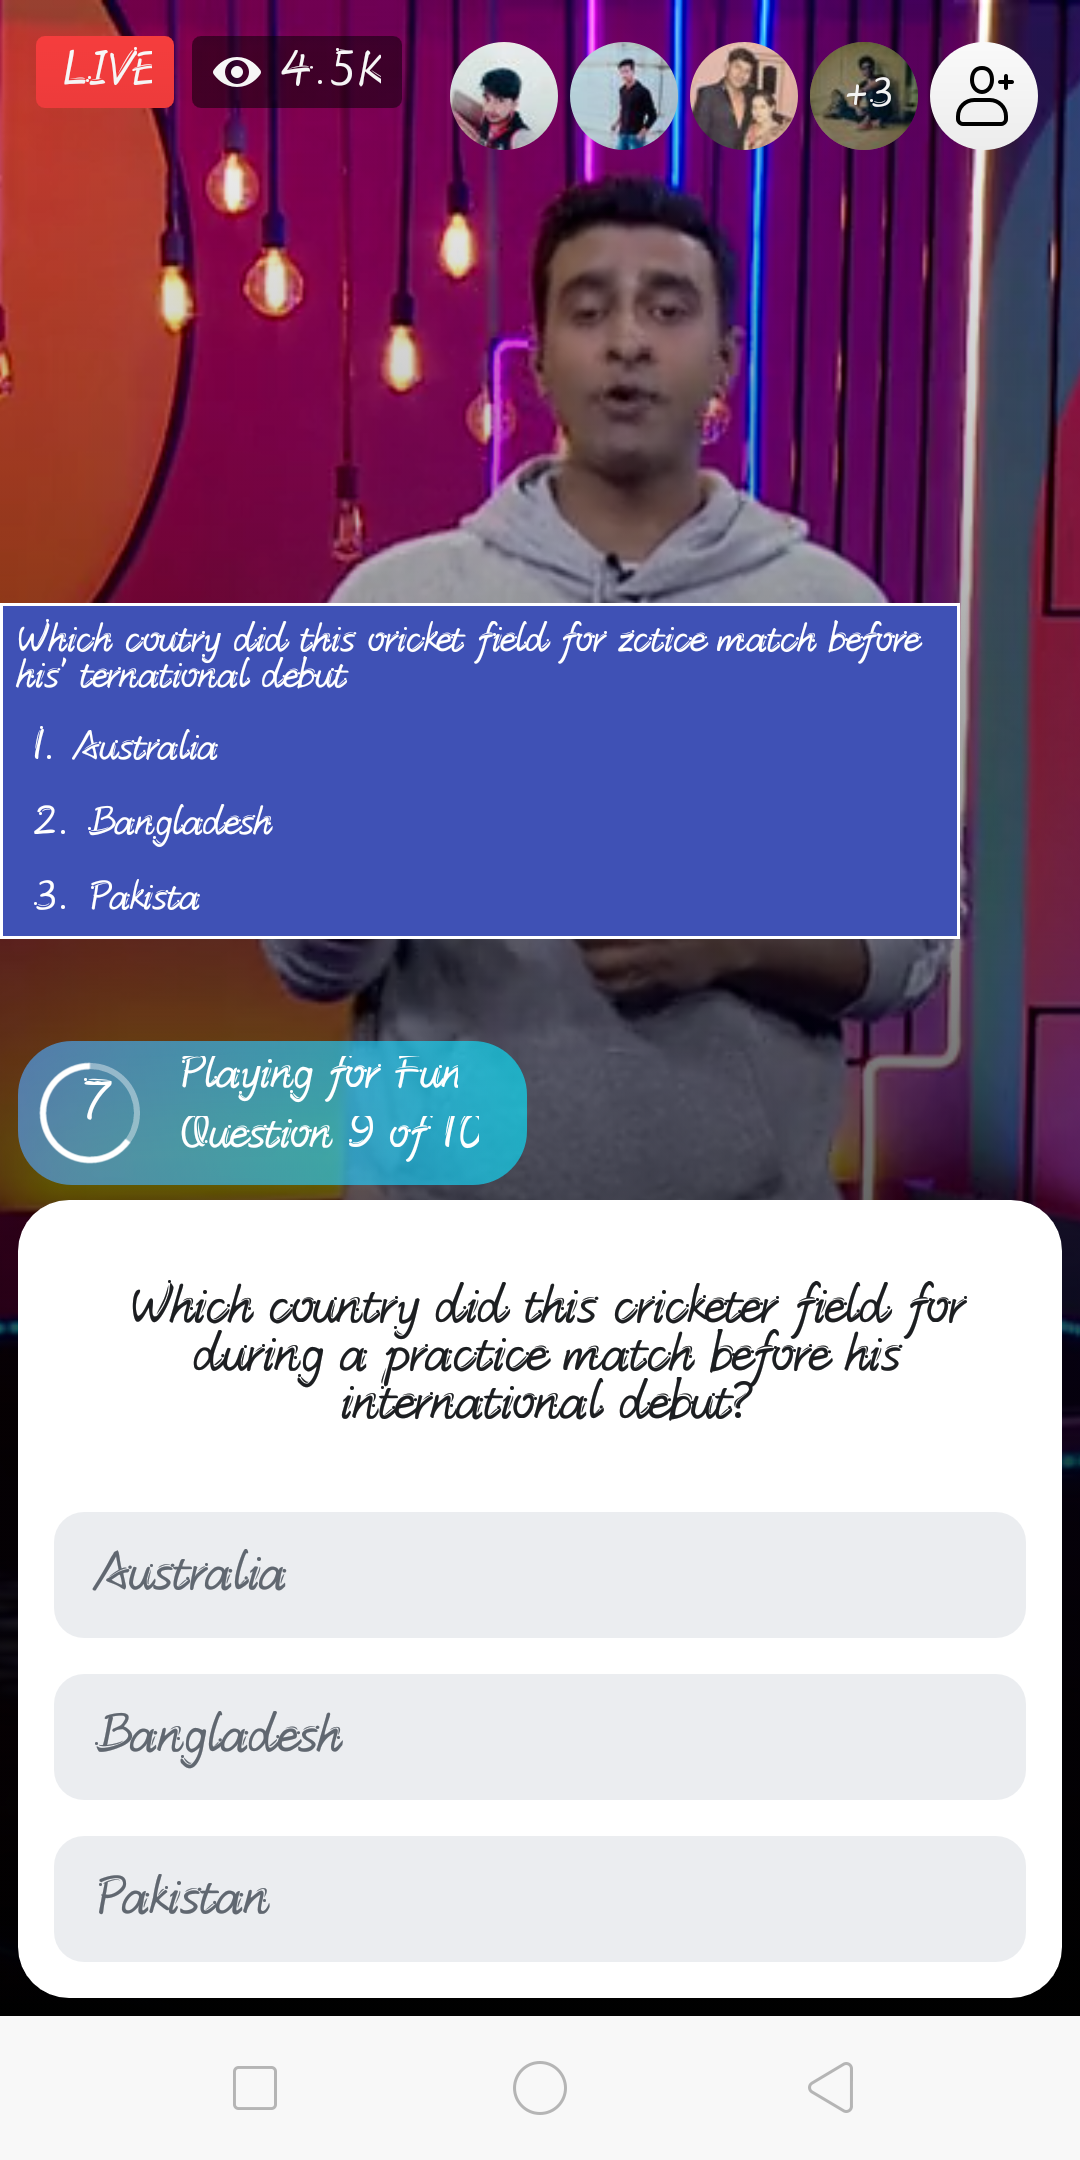 LIVE
4.5K
+3
Which coutry did this oricket field for zctice match before
his' ternational debut
1. Australia
2. Bangladesh
3. Pakista
7
Playing for Fun
Question 9 of 10
Which country did this cricketer field for
during a practice match before his
international debut?
Australia
Bangladesh
Pakistan